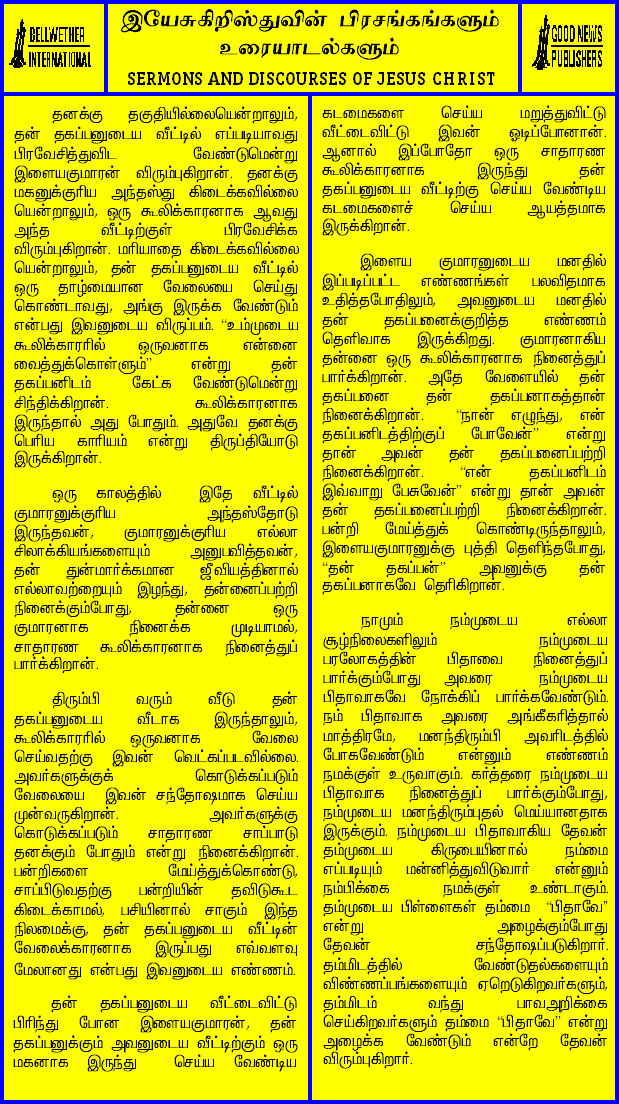 BELLWETHER
INTERNATIONAL
இயேசுகிறிஸ்துவின் பிரசங்கங்களும்
உரையாடல்களும்
SERMONS AND DISCOURSES OF JESUS CHRIST
GOOD NEWS
PUBLISHERS
தனக்கு தகுதியில்லையென்றாலும்,
தன் தகப்பனுடைய வீட்டில் எப்படியாவது
பிரவேசித்துவிட வேண்டுமென்று
இளையகுமாரன் விரும்புகிறான். தனக்கு
மகனுக்குரிய அந்தஸ்து கிடைக்கவில்லை
யென்றாலும், ஒரு கூலிக்காரனாக ஆவது
அந்த வீட்டிற்குள் பிரவேசிக்க
விரும்புகிறான். மரியாதை கிடைக்கவில்லை
யென்றாலும், தன் தகப்பனுடைய வீட்டில்
ஒரு தாழ்மையான வேலையை செய்து
கொண்டாவது, அங்கு இருக்க வேண்டும்
என்பது இவனுடைய விருப்பம். “உம்முடைய
கூலிக்காரரில் ஒருவனாக என்னை
வைத்துக்கொள்ளும்” என்று தன்
தகப்பனிடம் கேட்க வேண்டுமென்று
சிந்திக்கிறான். கூலிக்காரனாக
இருந்தால் அது போதும். அதுவே தனக்கு
பெரிய காரியம் என்று திருப்தியோடு
இருக்கிறான்.
ஒரு காலத்தில் இதே வீட்டில்
குமாரனுக்குரிய அந்தஸ்தோடு
இருந்தவன், குமாரனுக்குரிய எல்லா
சிலாக்கியங்களையும் அனுபவித்தவன்,
தன் துன்மார்க்கமான ஜீவியத்தினால்
எல்லாவற்றையும் இழந்து, தன்னைப்பற்றி
நினைக்கும்போது, தன்னை ஒரு
குமாரனாக நினைக்க முடியாமல்,
சாதாரண கூலிக்காரனாக நினைத்துப்
பார்க்கிறான்.
திரும்பி வரும் வீடு தன்
தகப்பனுடைய வீடாக இருந்தாலும்,
கூலிக்காரரில் ஒருவனாக வேலை
செய்வதற்கு இவன் வெட்கப்படவில்லை.
அவர்களுக்குக் கொடுக்கப்படும்
வேலையை இவன் சந்தோஷமாக செய்ய
முன்வருகிறான். அவர்களுக்கு
கொடுக்கப்படும் சாதாரண சாப்பாடு
தனக்கும் போதும் என்று நினைக்கிறான்.
பன்றிகளை மேய்த்துக்கொண்டு,
சாப்பிடுவதற்கு பன்றியின் தவிடுகூட
கிடைக்காமல், பசியினால் சாகும் இந்த
நிலமைக்கு, தன் தகப்பனுடைய வீட்டின்
வேலைக்காரனாக இருப்பது எவ்வளவு
மேலானது என்பது இவனுடைய எண்ணம்.
தன் தகப்பனுடைய வீட்டைவிட்டு
பிரிந்து போன இளையகுமாரன், தன்
தகப்பனுக்கும் அவனுடைய வீட்டிற்கும் ஒரு
மகனாக இருந்து செய்ய வேண்டிய
கடமைகளை செய்ய மறுத்துவிட்டு
வீட்டைவிட்டு இவன் ஓடிப்போனான்.
ஆனால் இப்போதோ ஒரு சாதாரண
கூலிக்காரனாக இருந்து தன்
தகப்பனுடைய வீட்டிற்கு செய்ய வேண்டிய
கடமைகளைச் செய்ய ஆயத்தமாக
இருக்கிறான்.
இளைய குமாரனுடைய மனதில்
இப்படிப்பட்ட எண்ணங்கள் பலவிதமாக
உதித்தபோதிலும், அவனுடைய மனதில்
தன் தகப்பனைக்குறித்த எண்ணம்
தெளிவாக இருக்கிறது. குமாரனாகிய
தன்னை ஒரு கூலிக்காரனாக நினைத்துப்
பார்க்கிறான். அதே வேளையில் தன்
தகப்பனை தன் தகப்பனாகத்தான்
நினைக்கிறான். “நான் எழுந்து, என்
தகப்பனிடத்திற்குப் போவேன்” என்று
தான் அவன் தன் தகப்பனைப்பற்றி
நினைக்கிறான். “என் தகப்பனிடம்
இவ்வாறு பேசுவேன்” என்று தான் அவன்
தன் தகப்பனைப்பற்றி நினைக்கிறான்.
பன்றி மேய்த்துக் கொண்டிருந்தாலும்,
இளையகுமாரனுக்கு புத்தி தெளிந்தபோது,
“தன் தகப்பன்” அவனுக்கு தன்
தகப்பனாகவே தெரிகிறான்.
நாமும் நம்முடைய எல்லா
சூழ்நிலைகளிலும் நம்முடைய
பரலோகத்தின் பிதாவை நினைத்துப்
பார்க்கும்போது அவரை நம்முடைய
பிதாவாகவே நோக்கிப் பார்க்கவேண்டும்.
நம் பிதாவாக அவரை அங்கீகரித்தால்
மாத்திரமே, மனந்திரும்பி அவரிடத்தில்
போகவேண்டும் என்னும் எண்ணம்
நமக்குள் உருவாகும். கர்த்தரை நம்முடைய
பிதாவாக நினைத்துப் பார்க்கும்போது,
நம்முடைய மனந்திரும்புதல் மெய்யானதாக
இருக்கும். நம்முடைய பிதாவாகிய தேவன்
தம்முடைய கிருபையினால் நம்மை
எப்படியும் மன்னித்துவிடுவார் என்னும்
நம்பிக்கை நமக்குள் உண்டாகும்.
தம்முடைய பிள்ளைகள் தம்மை “பிதாவே”
என்று அழைக்கும்போது
தேவன் சந்தோஷப்படுகிறார்.
தம்மிடத்தில் வேண்டுதல்களையும்
விண்ணப்பங்களையும் ஏறெடுகிறவர்களும்,
தம்மிடம் வந்து பாவஅறிக்கை
செய்கிறவர்களும் தம்மை “பிதாவே” என்று
அழைக்க வேண்டும் என்றே தேவன்
விரும்புகிறார்.